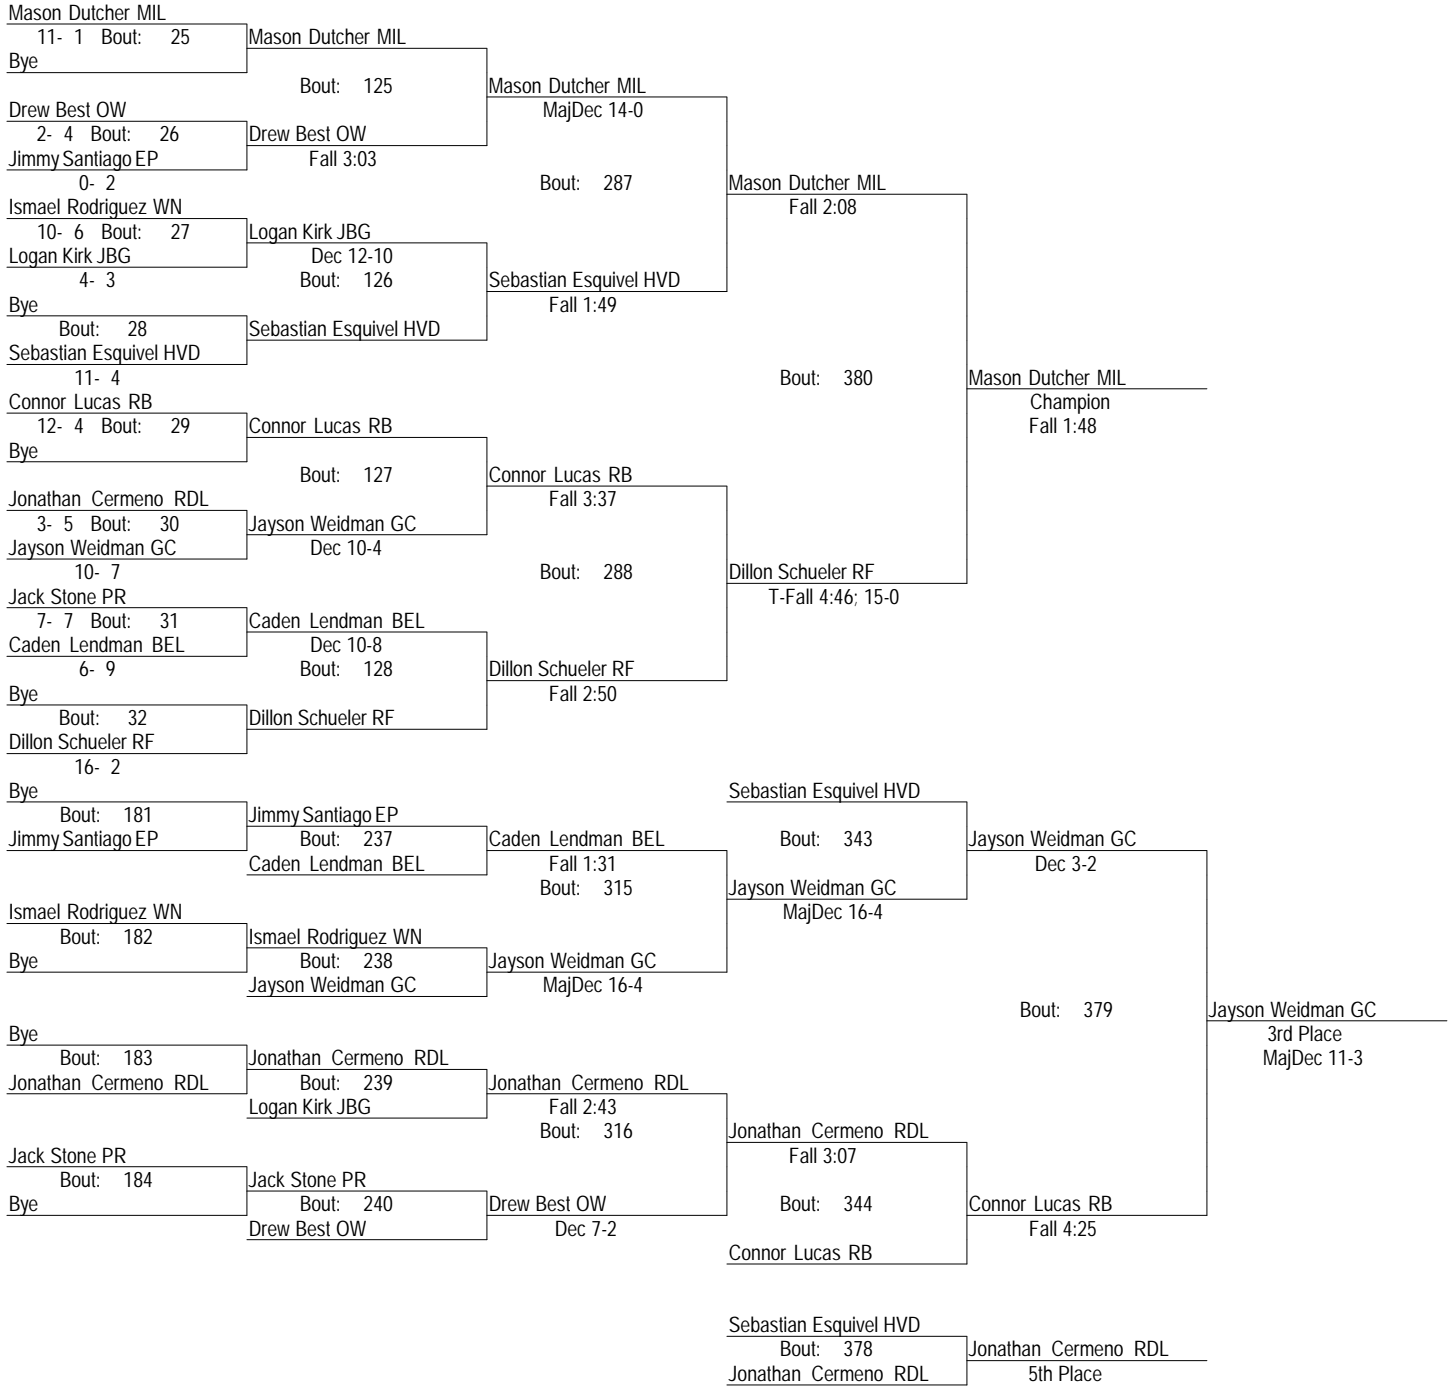 Mason Dutcher MIL
11- 1 Bout: 25 Mason Dutcher MIL
Bye
Bout: 125 Mason Dutcher MIL
Drew Best OW MajDec 14-0
2- 4 Bout: 26 Drew Best OW
Jimmy Santiago EP Fall 3:03
0- 2 Bout: 287 Mason Dutcher MIL
Ismael Rodriguez WN Fall 2:08
10- 6 Bout: 27 Logan Kirk JBG
Logan Kirk JBG Dec 12-10
4- 3 Bout: 126 Sebastian Esquivel HVD
Bye Fall 1:49
Bout: 28 Sebastian Esquivel HVD
Sebastian Esquivel HVD
11- 4 Bout: 380 Mason Dutcher MIL
Connor Lucas RB Champion
12- 4 Bout: 29 Connor Lucas RB Fall 1:48
Bye
Bout: 127 Connor Lucas RB
Jonathan Cermeno RDL Fall 3:37
3- 5 Bout: 30 Jayson Weidman GC
Jayson Weidman GC Dec 10-4
10- 7 Bout: 288 Dillon Schueler RF
Jack Stone PR T-Fall 4:46; 15-0
7- 7 Bout: 31 Caden Lendman BEL
Caden Lendman BEL Dec 10-8
6- 9 Bout: 128 Dillon Schueler RF
Bye Fall 2:50
Bout: 32 Dillon Schueler RF
Dillon Schueler RF
16- 2
Bye Sebastian Esquivel HVD
Bout: 181 Jimmy Santiago EP
Jimmy Santiago EP Bout: 237 Caden Lendman BEL Bout: 343 Jayson Weidman GC
Caden Lendman BEL Fall 1:31 Dec 3-2
Bout: 315 Jayson Weidman GC
Ismael Rodriguez WN MajDec 16-4
Bout: 182 Ismael Rodriguez WN
Bye Bout: 238 Jayson Weidman GC
Jayson Weidman GC MajDec 16-4
Bout: 379 Jayson Weidman GC
Bye 3rd Place
Bout: 183 Jonathan Cermeno RDL MajDec 11-3
Jonathan Cermeno RDL Bout: 239 Jonathan Cermeno RDL
Logan Kirk JBG Fall 2:43
Bout: 316 Jonathan Cermeno RDL
Jack Stone PR Fall 3:07
Bout: 184 Jack Stone PR
Bye Bout: 240 Drew Best OW Bout: 344 Connor Lucas RB
Drew Best OW Dec 7-2 Fall 4:25
Connor Lucas RB
Sebastian Esquivel HVD
Bout: 378 Jonathan Cermeno RDL
Jonathan Cermeno RDL 5th Place